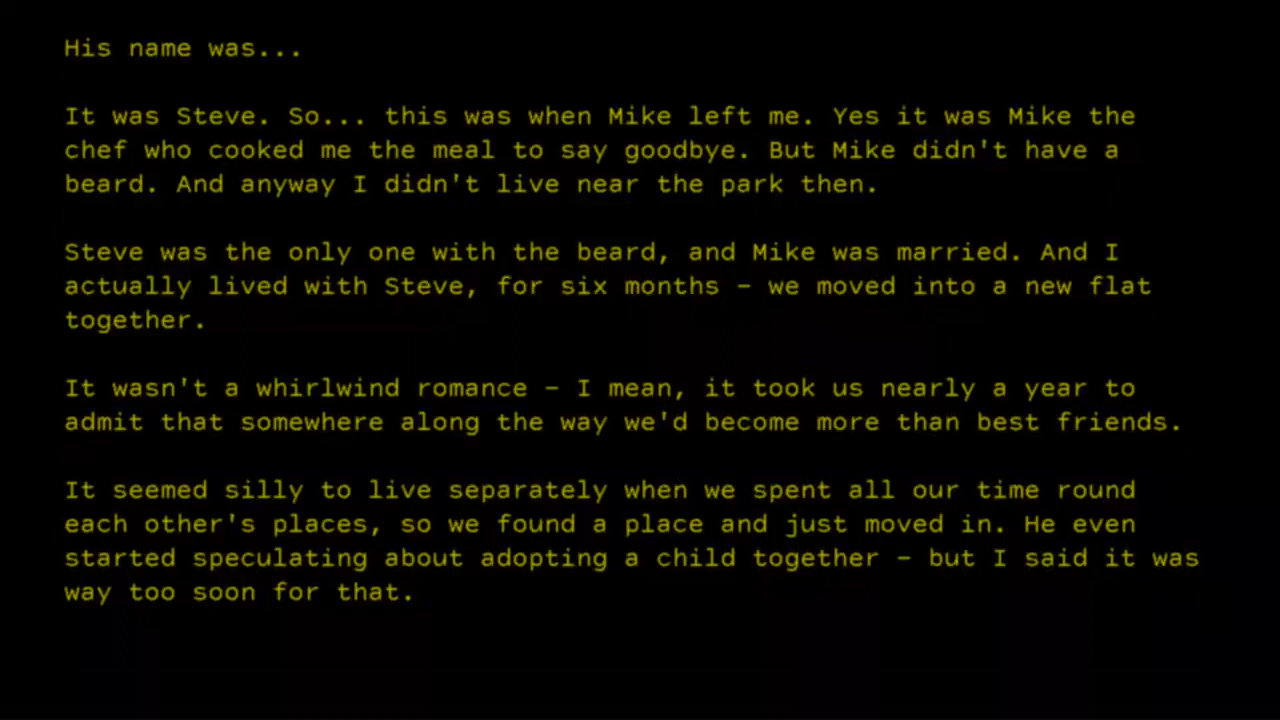 His name was...
It was Steve. So... this was when Mike left me. Yes it was Mike the
chef who cooked me the meal to say goodbye. But Mike didn't have a
beard. And anyway I didn't live near the park then.
Steve was the only one with the beard, and Mike was married. And I
actually lived with Steve, for six months – we moved into a new flat
together.
It wasn't a whirlwind romance – I mean, it took us nearly a year to
admit that somewhere along the way we'd become more than best friends.
It seemed silly to live separately when we spent all our time round
each other's places, so we found a place and just moved in. He even
started speculating about adopting a child together – but I said it was
way too soon for that.